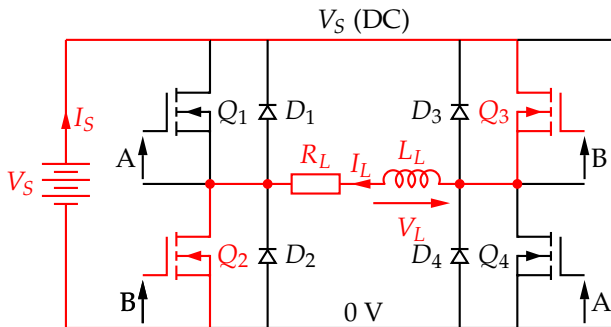 V_S (DC)
I_S
Q_1
D_1
D_3
Q_3
A
R_L
I_L
L_L
B
V_S
V_L
Q_2
D_2
D_4
Q_4
B
0 V
A